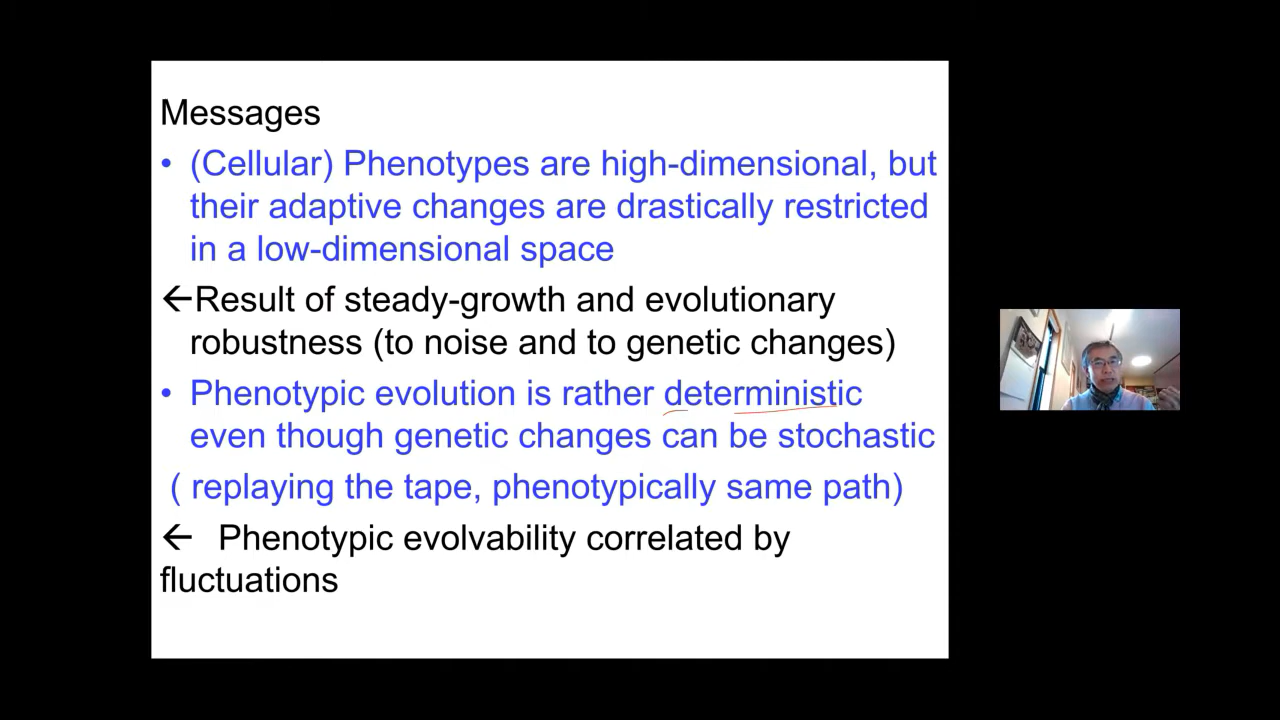 Messages
• (Cellular) Phenotypes are high-dimensional, but
their adaptive changes are drastically restricted
in a low-dimensional space
←Result of steady-growth and evolutionary
robustness (to noise and to genetic changes)
• Phenotypic evolution is rather deterministic
even though genetic changes can be stochastic
( replaying the tape, phenotypically same path)
← Phenotypic evolvability correlated by
fluctuations